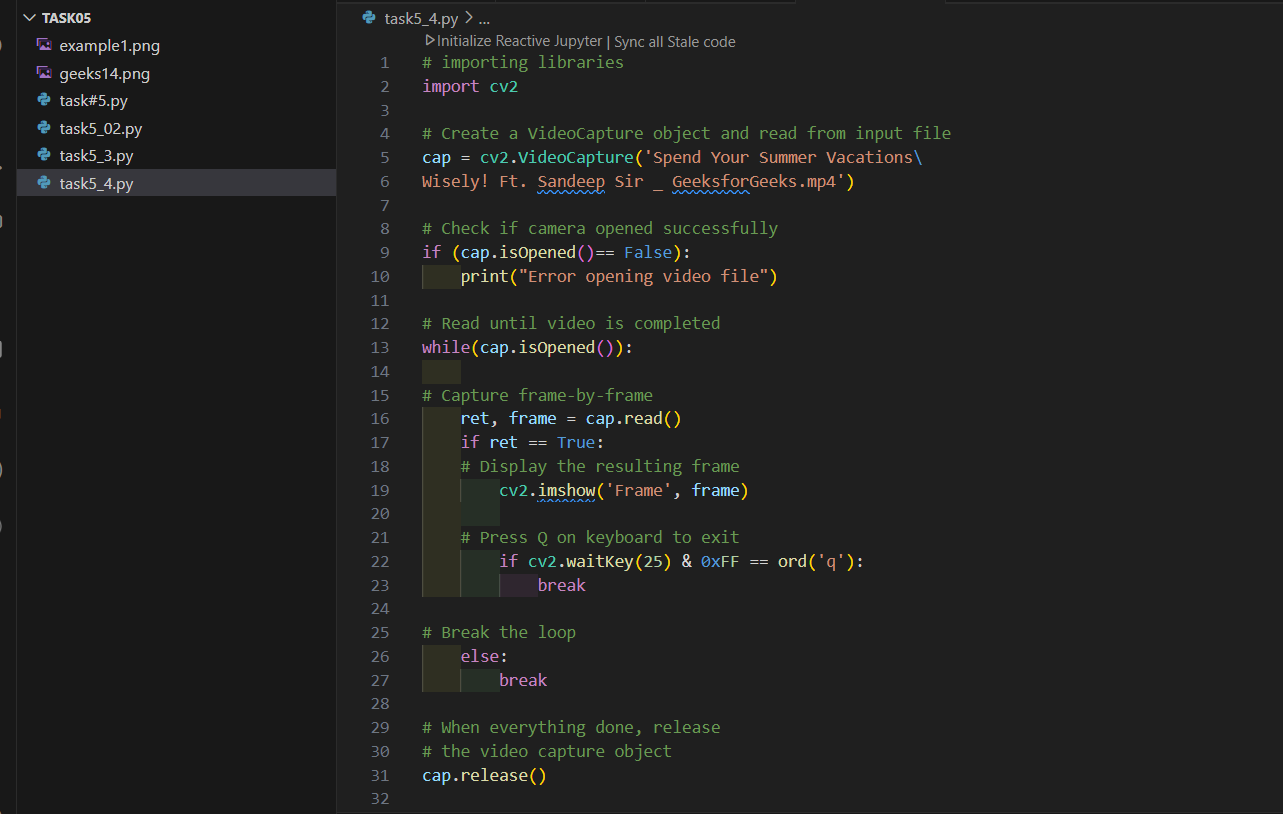 TASK05
example1.png
geeks14.png
task#5.py
task5_02.py
task5_3.py
task5_4.py
task5_4.py > ...
Initialize Reactive Jupyter | Sync all Stale code
1 # importing libraries
2 import cv2
3
4 # Create a VideoCapture object and read from input file
5 cap = cv2.VideoCapture('Spend Your Summer Vacations\
6 Wisely! Ft. Sandeep Sir _ GeeksforGeeks.mp4')
7
8 # Check if camera opened successfully
9 if (cap.isOpened()== False):
10     print("Error opening video file")
11
12 # Read until video is completed
13 while(cap.isOpened()):
14
15 # Capture frame-by-frame
16     ret, frame = cap.read()
17     if ret == True:
18     # Display the resulting frame
19         cv2.imshow('Frame', frame)
20
21     # Press Q on keyboard to exit
22         if cv2.waitKey(25) & 0xFF == ord('q'):
23             break
24
25 # Break the loop
26     else:
27         break
28
29 # When everything done, release
30 # the video capture object
31 cap.release()
32